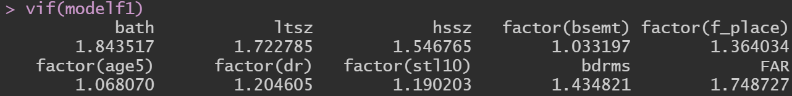 > vif(modelf1)
bath ltsz hssz factor(bsemt) factor(f_place)
1.843517 1.722785 1.546765 1.033197 1.364034
factor(age5) factor(dr) factor(stl10) bdrms FAR
1.068070 1.204605 1.190203 1.434821 1.748727